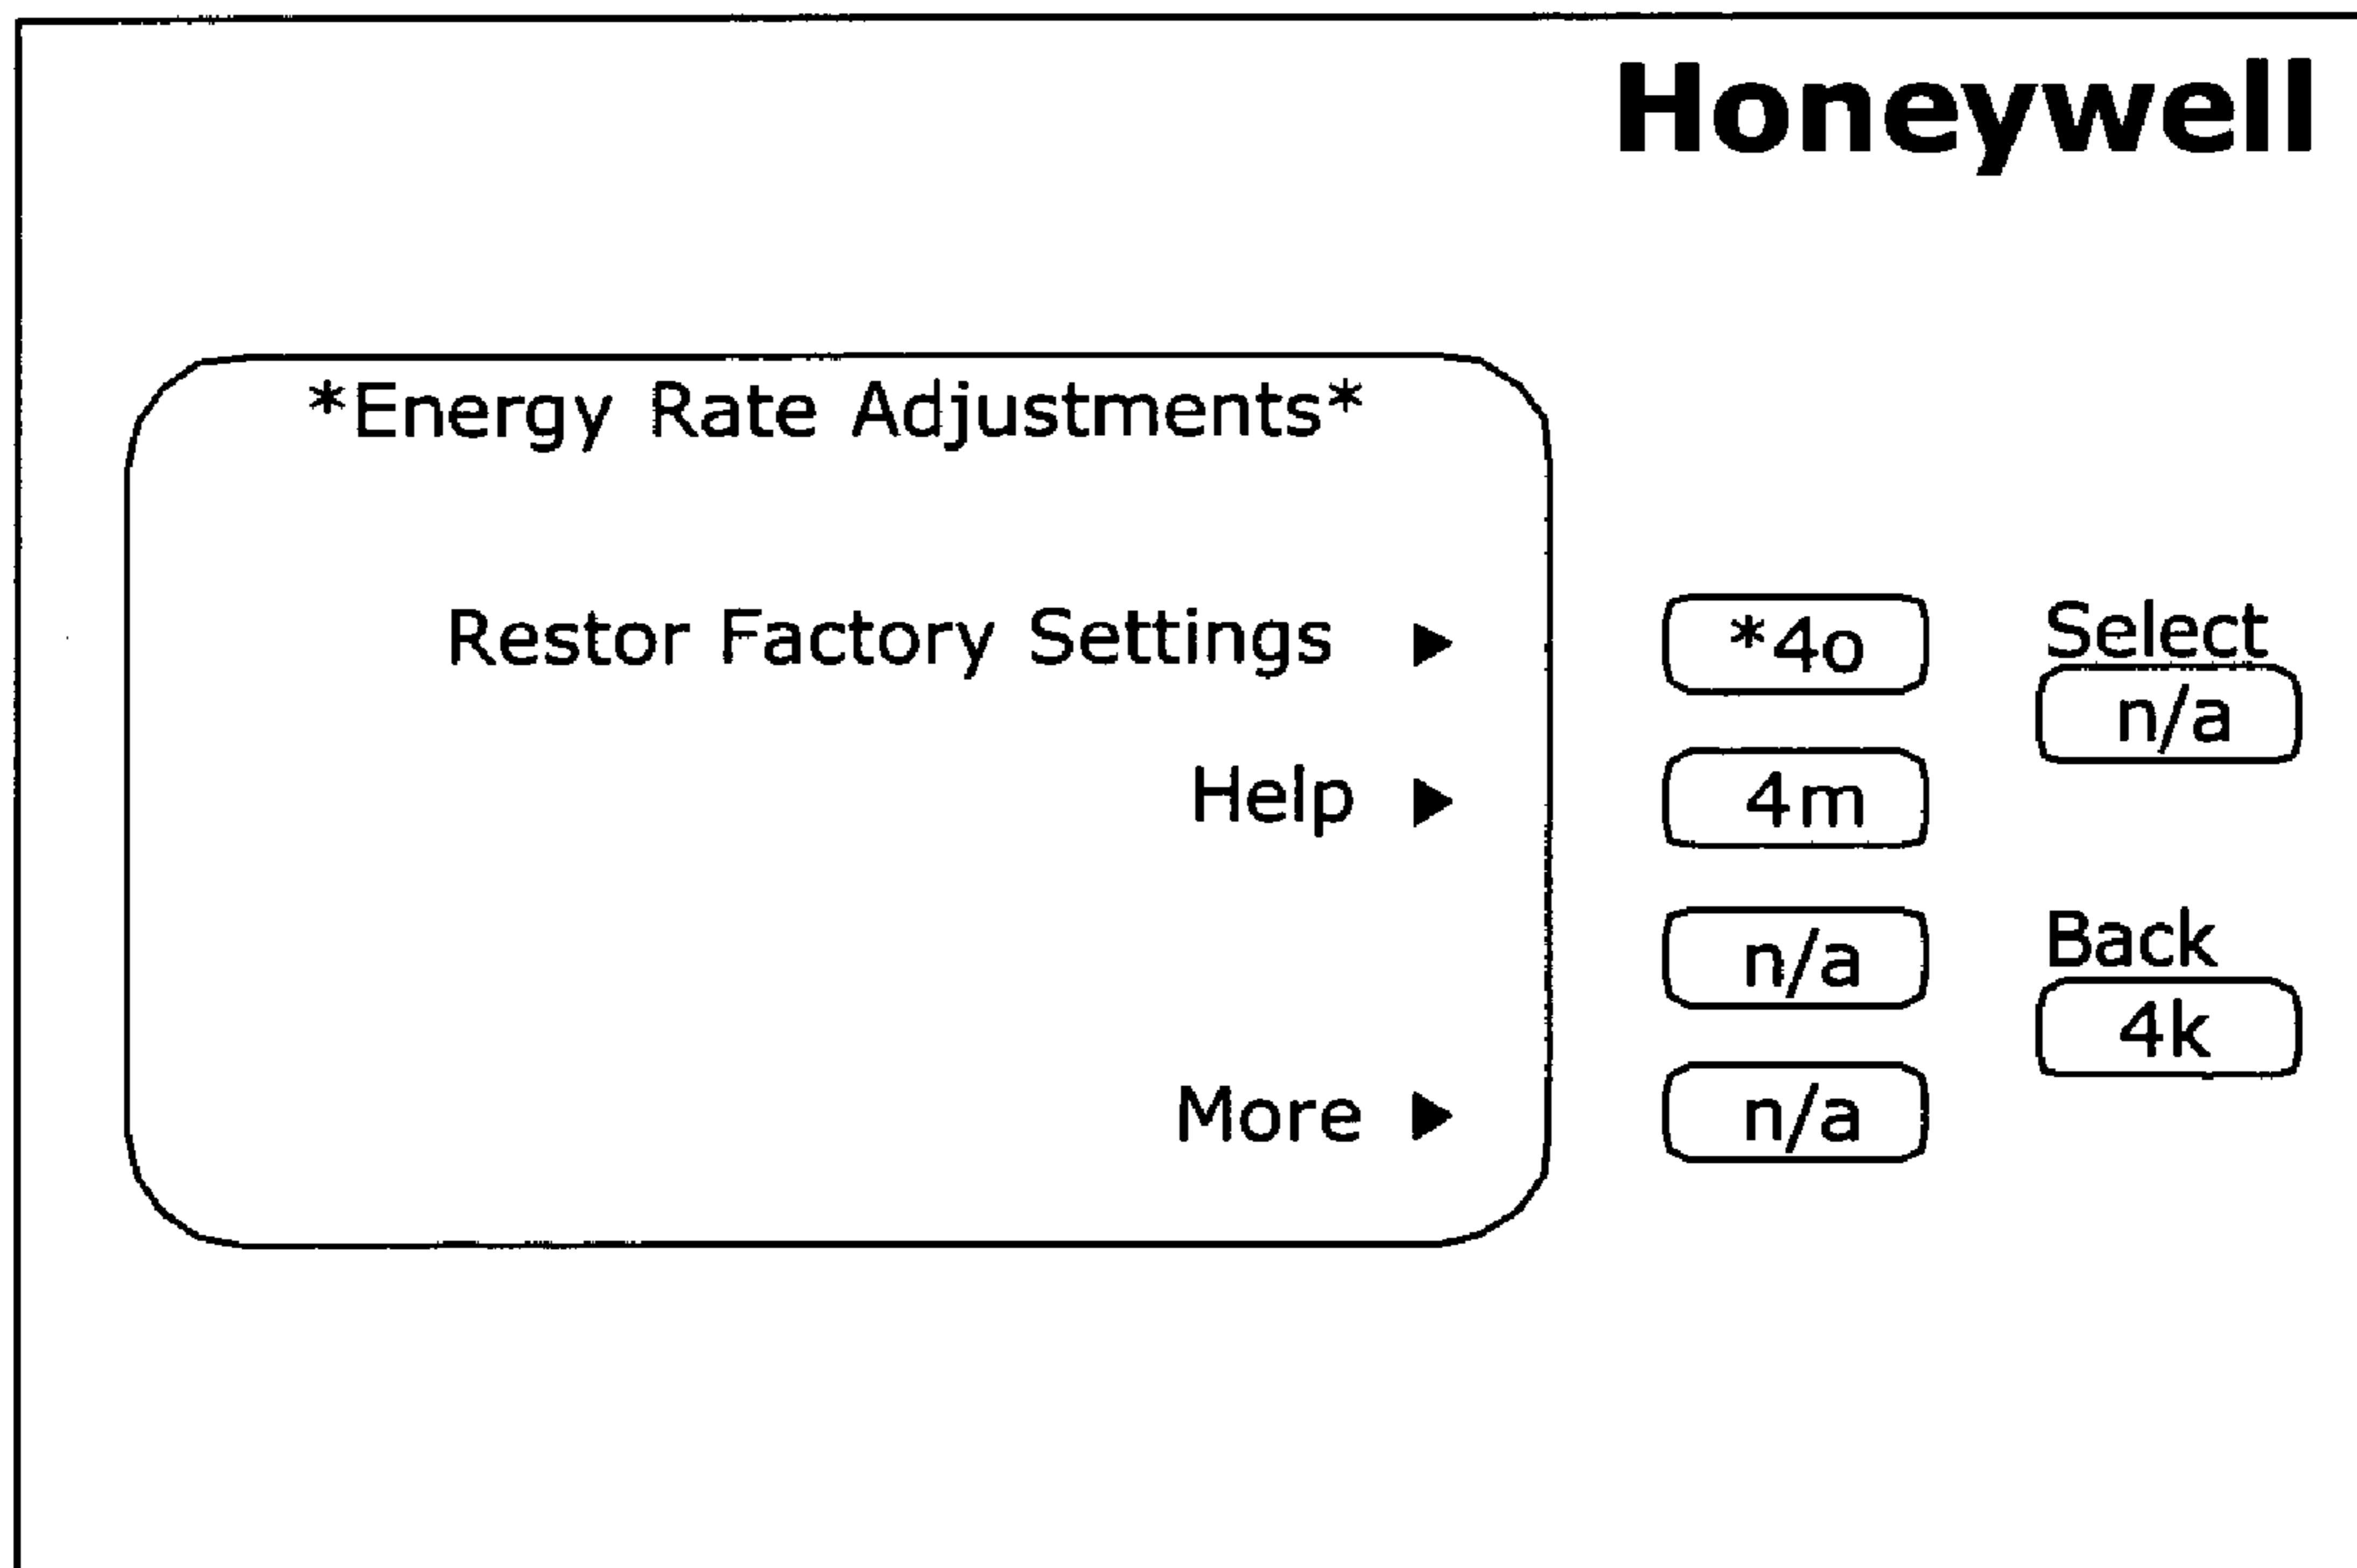 Honeywell
*Energy Rate Adjustments*
Restor Factory Settings ▶ *4o Select
n/a
Help ▶ 4m
n/a Back
4k
More ▶ n/a